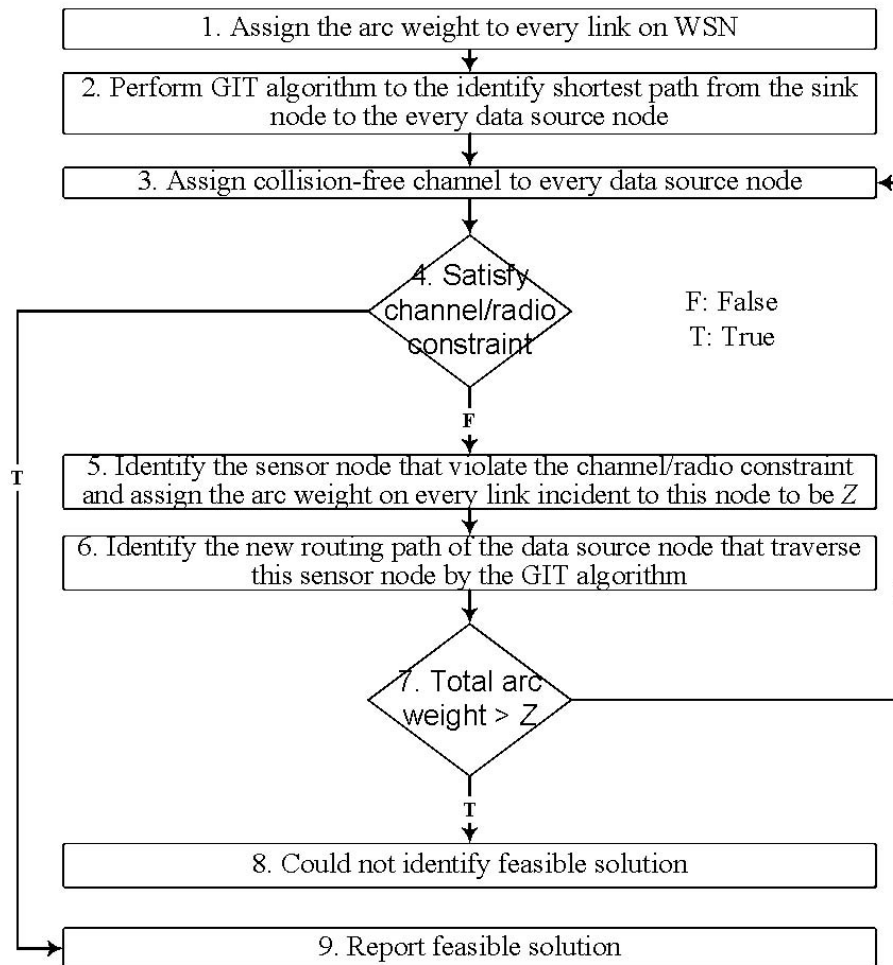 1. Assign the arc weight to every link on WSN
2. Perform GIT algorithm to the identify shortest path from the sink
node to the every data source node
3. Assign collision-free channel to every data source node
4. Satisfy
channel/radio
constraint
F: False
T: True
F
T
5. Identify the sensor node that violate the channel/radio constraint
and assign the arc weight on every link incident to this node to be Z
6. Identify the new routing path of the data source node that traverse
this sensor node by the GIT algorithm
7. Total arc
weight > Z
T
8. Could not identify feasible solution
9. Report feasible solution